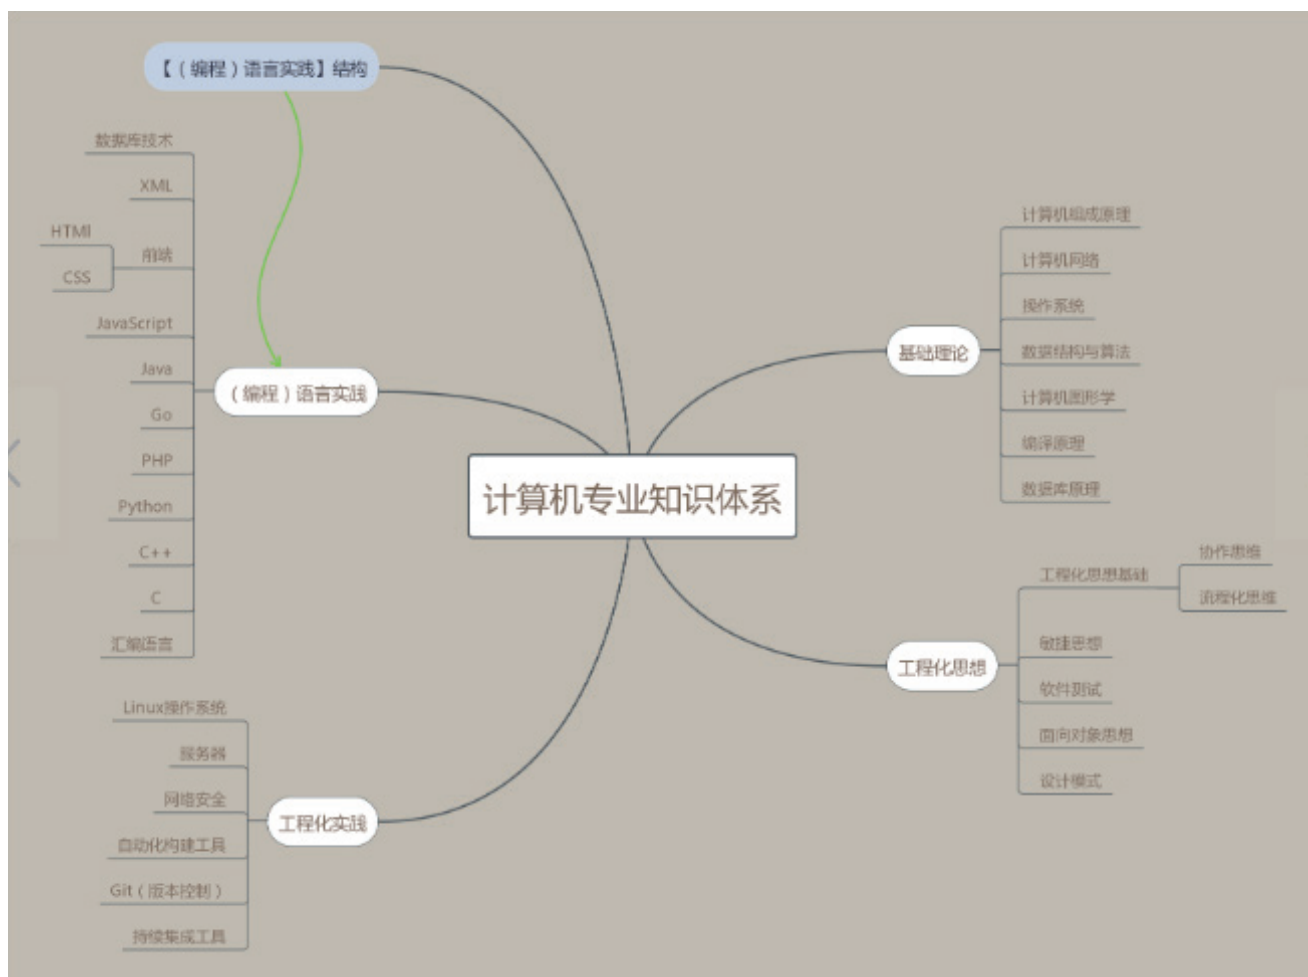 【（编程）语言实践】结构
数据库技术
XML
HTMl
前端
CSS
JavaScript
Java
（编程）语言实践
Go
PHP
Python
C++
C
汇编语言
计算机专业知识体系
计算机组成原理
计算机网络
操作系统
基础理论
数据结构与算法
计算机图形学
编译原理
数据库原理
协作思维
工程化思想基础
流程化思维
敏捷思想
工程化思想
软件测试
面向对象思想
设计模式
Linux操作系统
服务器
网络安全
工程化实践
自动化构建工具
Git（版本控制）
持续集成工具